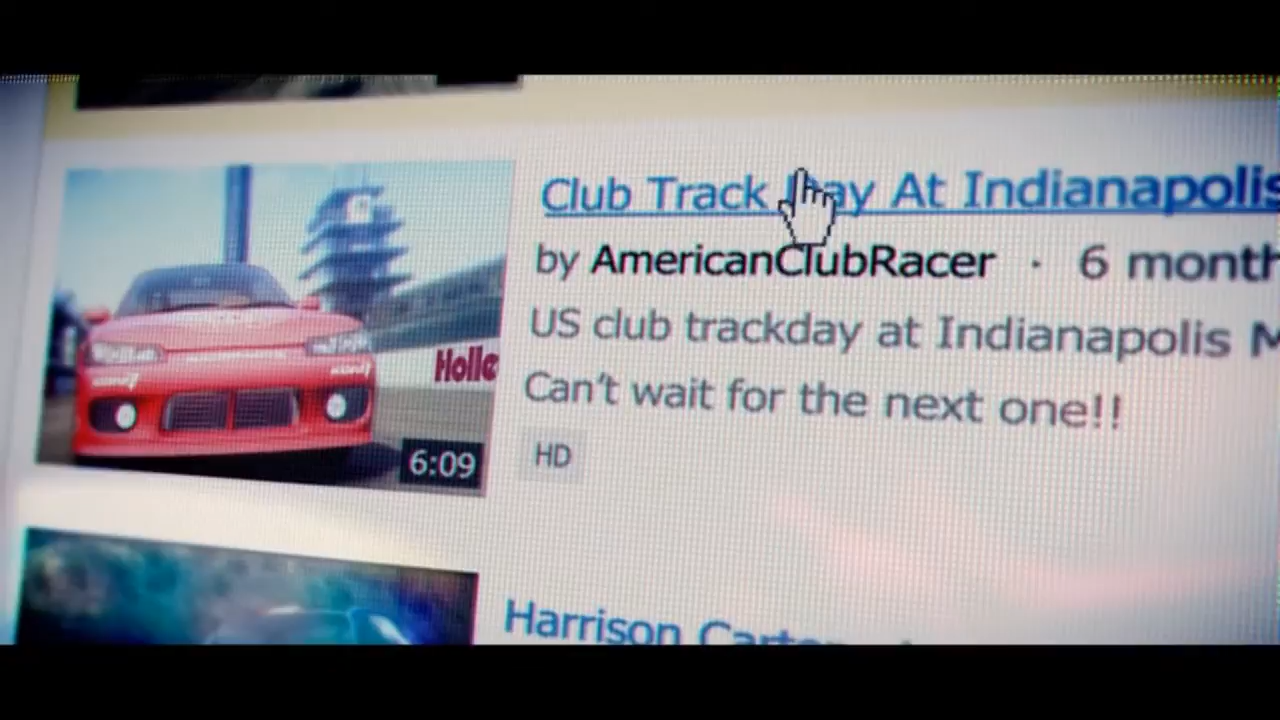 Club Track Day At Indianapolis
by AmericanClubRacer · 6 month
US club trackday at Indianapolis M
Can't wait for the next one!!
HD
Holle
6:09
Harrison